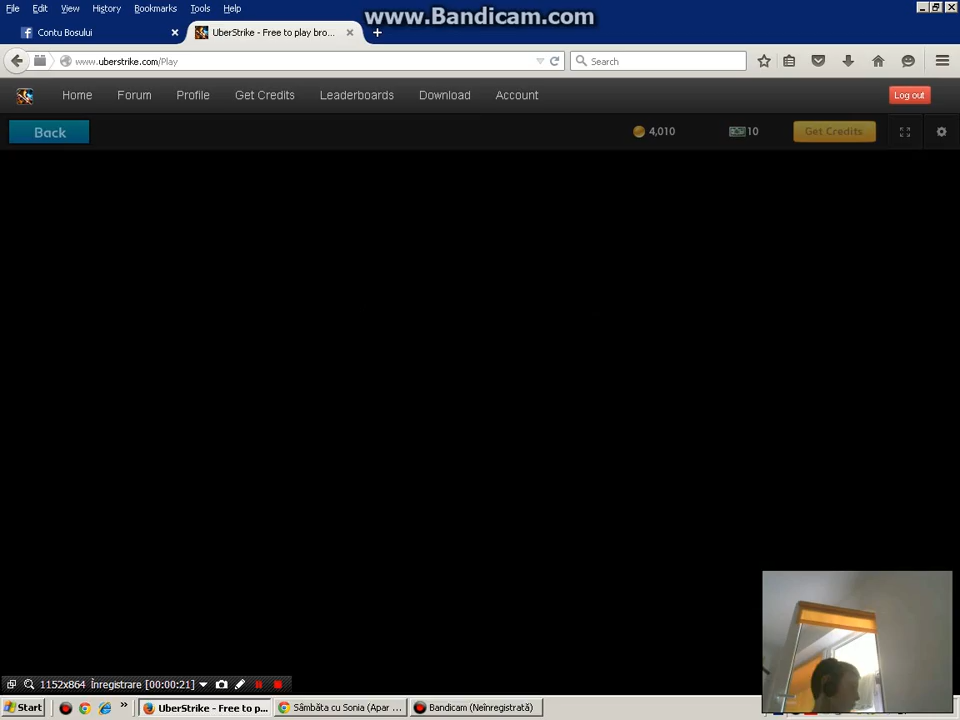 File Edit View History Bookmarks Tools Help
www.Bandicam.com
Contu Bosului
UberStrike - Free to play bro...
www.uberstrike.com/Play
Search
Home Forum Profile Get Credits Leaderboards Download Account Log out
Back 4,010 10 Get Credits
1152x864 Înregistrare [00:00:21]
Start UberStrike - Free to p... Sâmbăta cu Sonia (Apar ... Bandicam (Neînregistrată)